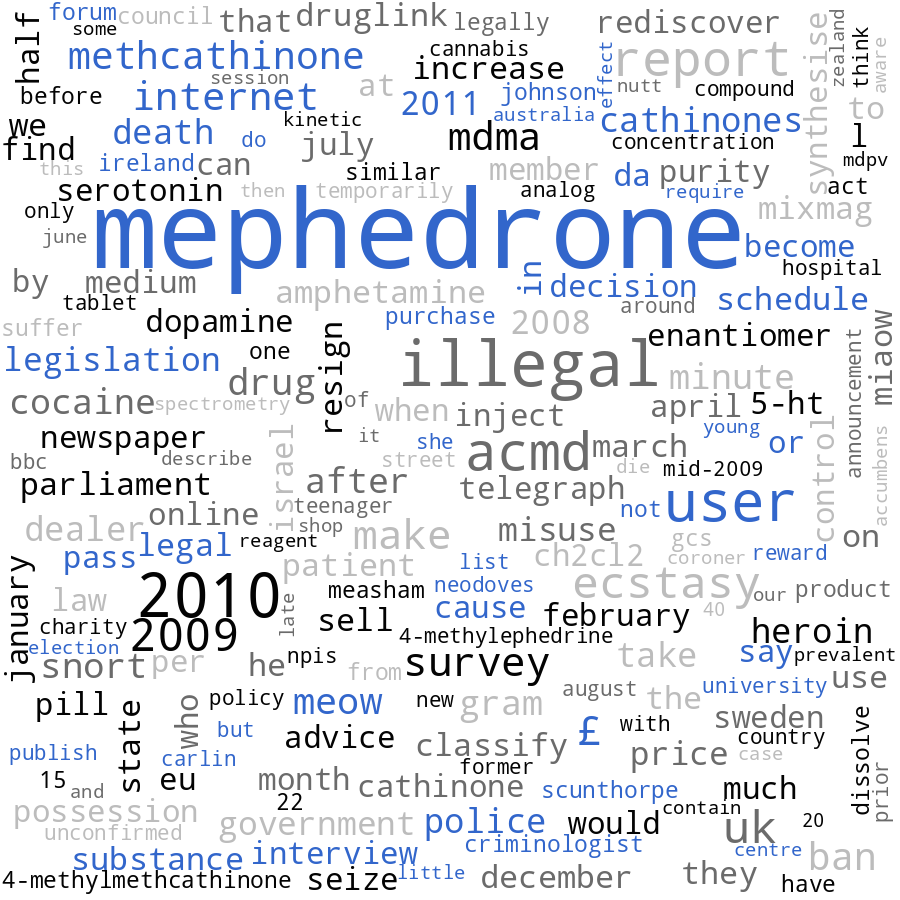 forum
council
that
druglink
legally
rediscover
some
half
methcathinone
session
cannabis
increase
report
effect
synthesise
zealand
think
aware
before
internet
at
2011
johnson
nutt
compound
to
we
death
do
kinetic
july
mdma
australia
cathinones
concentration
l
find
ireland
can
this
similar
member
da
purity
mdpv
serotonin
then
temporarily
analog
require
act
only
june
mephedrone
mixmag
become
hospital
by
medium
amphetamine
in
decision
around
schedule
tablet
suffer
dopamine
purchase
2008
enantiomer
miaow
legislation
one
resign
illegal
minute
announcement
cocaine
spectrometry
drug
of
when
inject
april
5-ht
newspaper
it
she
acmd
march
young
or
control
bbc
describe
israel
street
die
mid-2009
accumbens
parliament
after
telegraph
user
dealer
online
teenager
shop
make
misuse
not
on
pass
legal
reagent
patient
ch2cl2
gcs
coroner
reward
list
law
2010
late
measham
neodoves
ecstasy
our
product
january
charity
2009
sell
cause
february
40
heroin
election
4-methylephedrine
snort
per
he
npis
from
survey
take
say
prevalent
pill
state
who
policy
meow
new
gram
august
the
university
use
but
advice
classify
£
with
sweden
country
publish
carlin
former
price
case
dissolve
prior
15
and
eu
month
cathinone
scunthorpe
much
possession
22
contain
unconfirmed
government
police
would
uk
20
substance
interview
criminologist
centre
ban
4-methylmethcathinone
seize
little
december
they
have